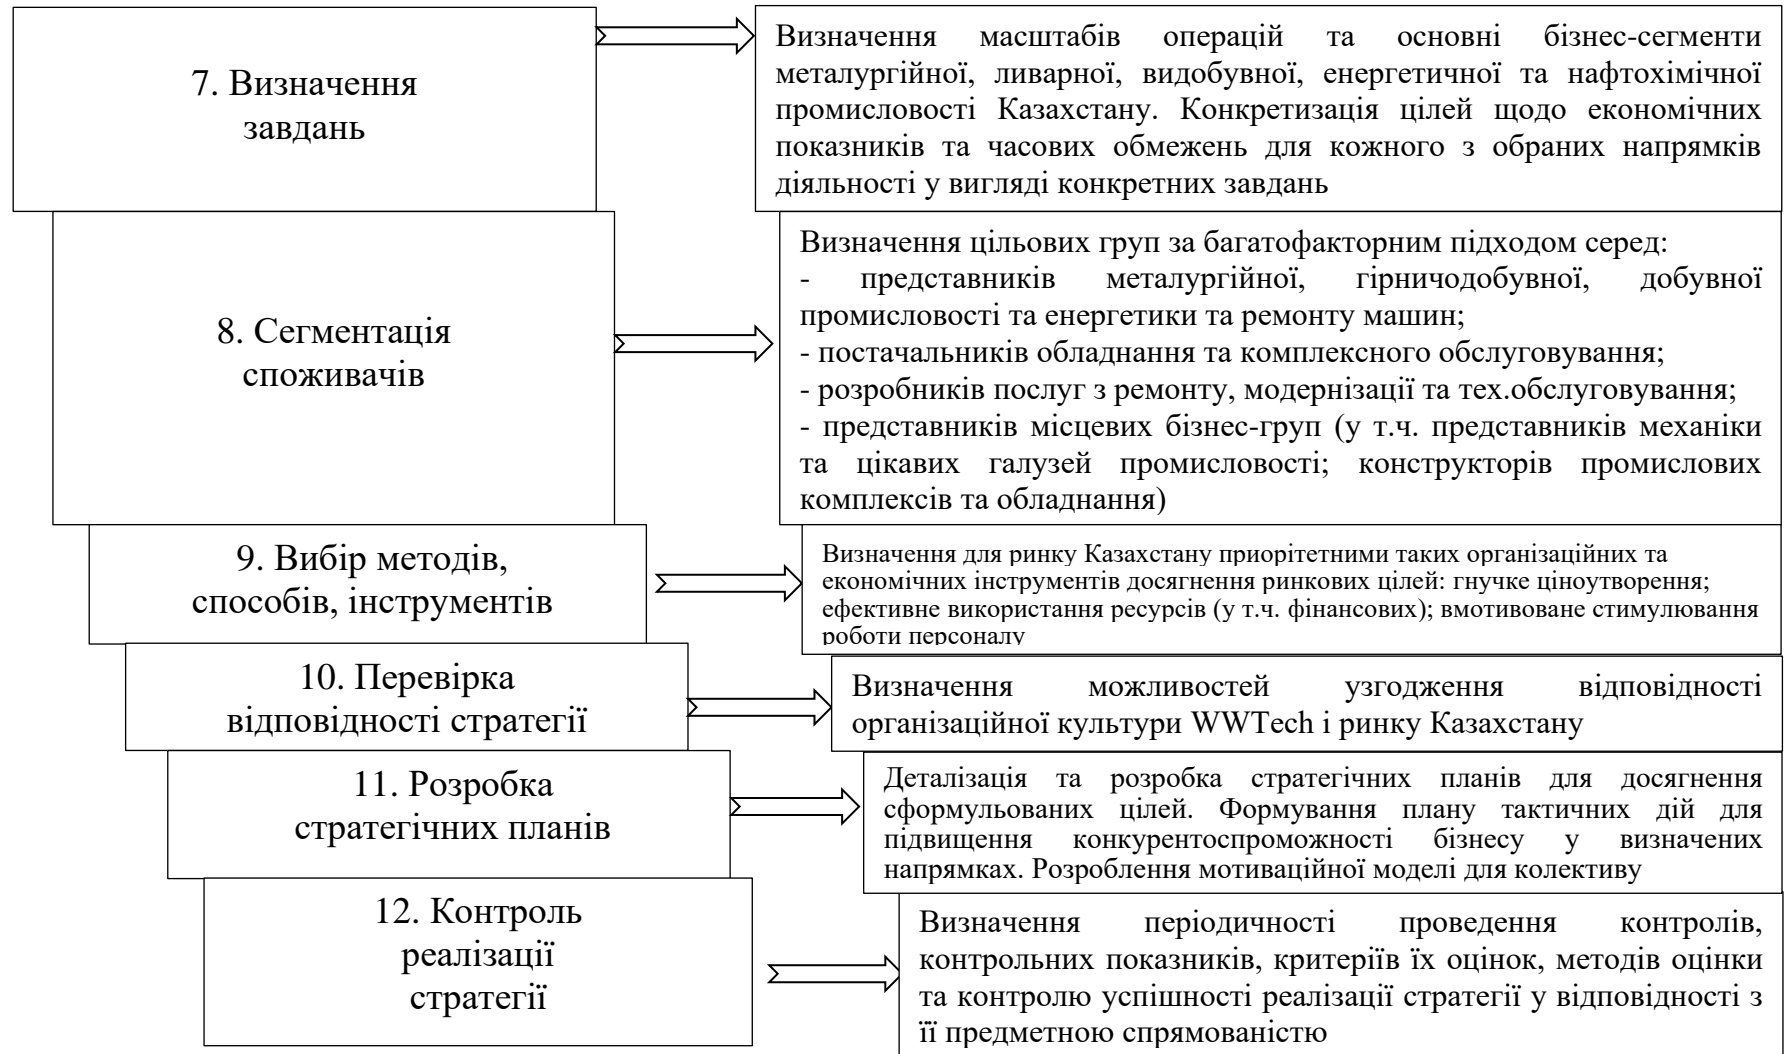 7. Визначення
завдань
Визначення масштабів операцій та основні бізнес-сегменти
металургійної, ливарної, видобувної, енергетичної та нафтохімічної
промисловості Казахстану. Конкретизація цілей щодо економічних
показників та часових обмежень для кожного з обраних напрямків
діяльності у вигляді конкретних завдань
8. Сегментація
споживачів
Визначення цільових груп за багатофакторним підходом серед:
- представників металургійної, гірничодобувної, добувної
промисловості та енергетики та ремонту машин;
- постачальників обладнання та комплексного обслуговування;
- розробників послуг з ремонту, модернізації та тех.обслуговування;
- представників місцевих бізнес-груп (у т.ч. представників механіки
та цікавих галузей промисловості; конструкторів промислових
комплексів та обладнання)
9. Вибір методів,
способів, інструментів
Визначення для ринку Казахстану пріорітетними таких організаційних та
економічних інструментів досягнення ринкових цілей: гнучке ціноутворення;
ефективне використання ресурсів (у т.ч. фінансових); вмотивоване стимулювання
роботи персоналу
10. Перевірка
відповідності стратегії
Визначення можливостей узгодження відповідності
організаційної культури WWTech і ринку Казахстану
11. Розробка
стратегічних планів
Деталізація та розробка стратегічних планів для досягнення
сформульованих цілей. Формування плану тактичних дій для
підвищення конкурентоспроможності бізнесу у визначених
напрямках. Розроблення мотиваційної моделі для колективу
12. Контроль
реалізації
стратегії
Визначення періодичності проведення контролів,
контрольних показників, критеріїв їх оцінок, методів оцінки
та контролю успішності реалізації стратегії у відповідності з
її предметною спрямованістю